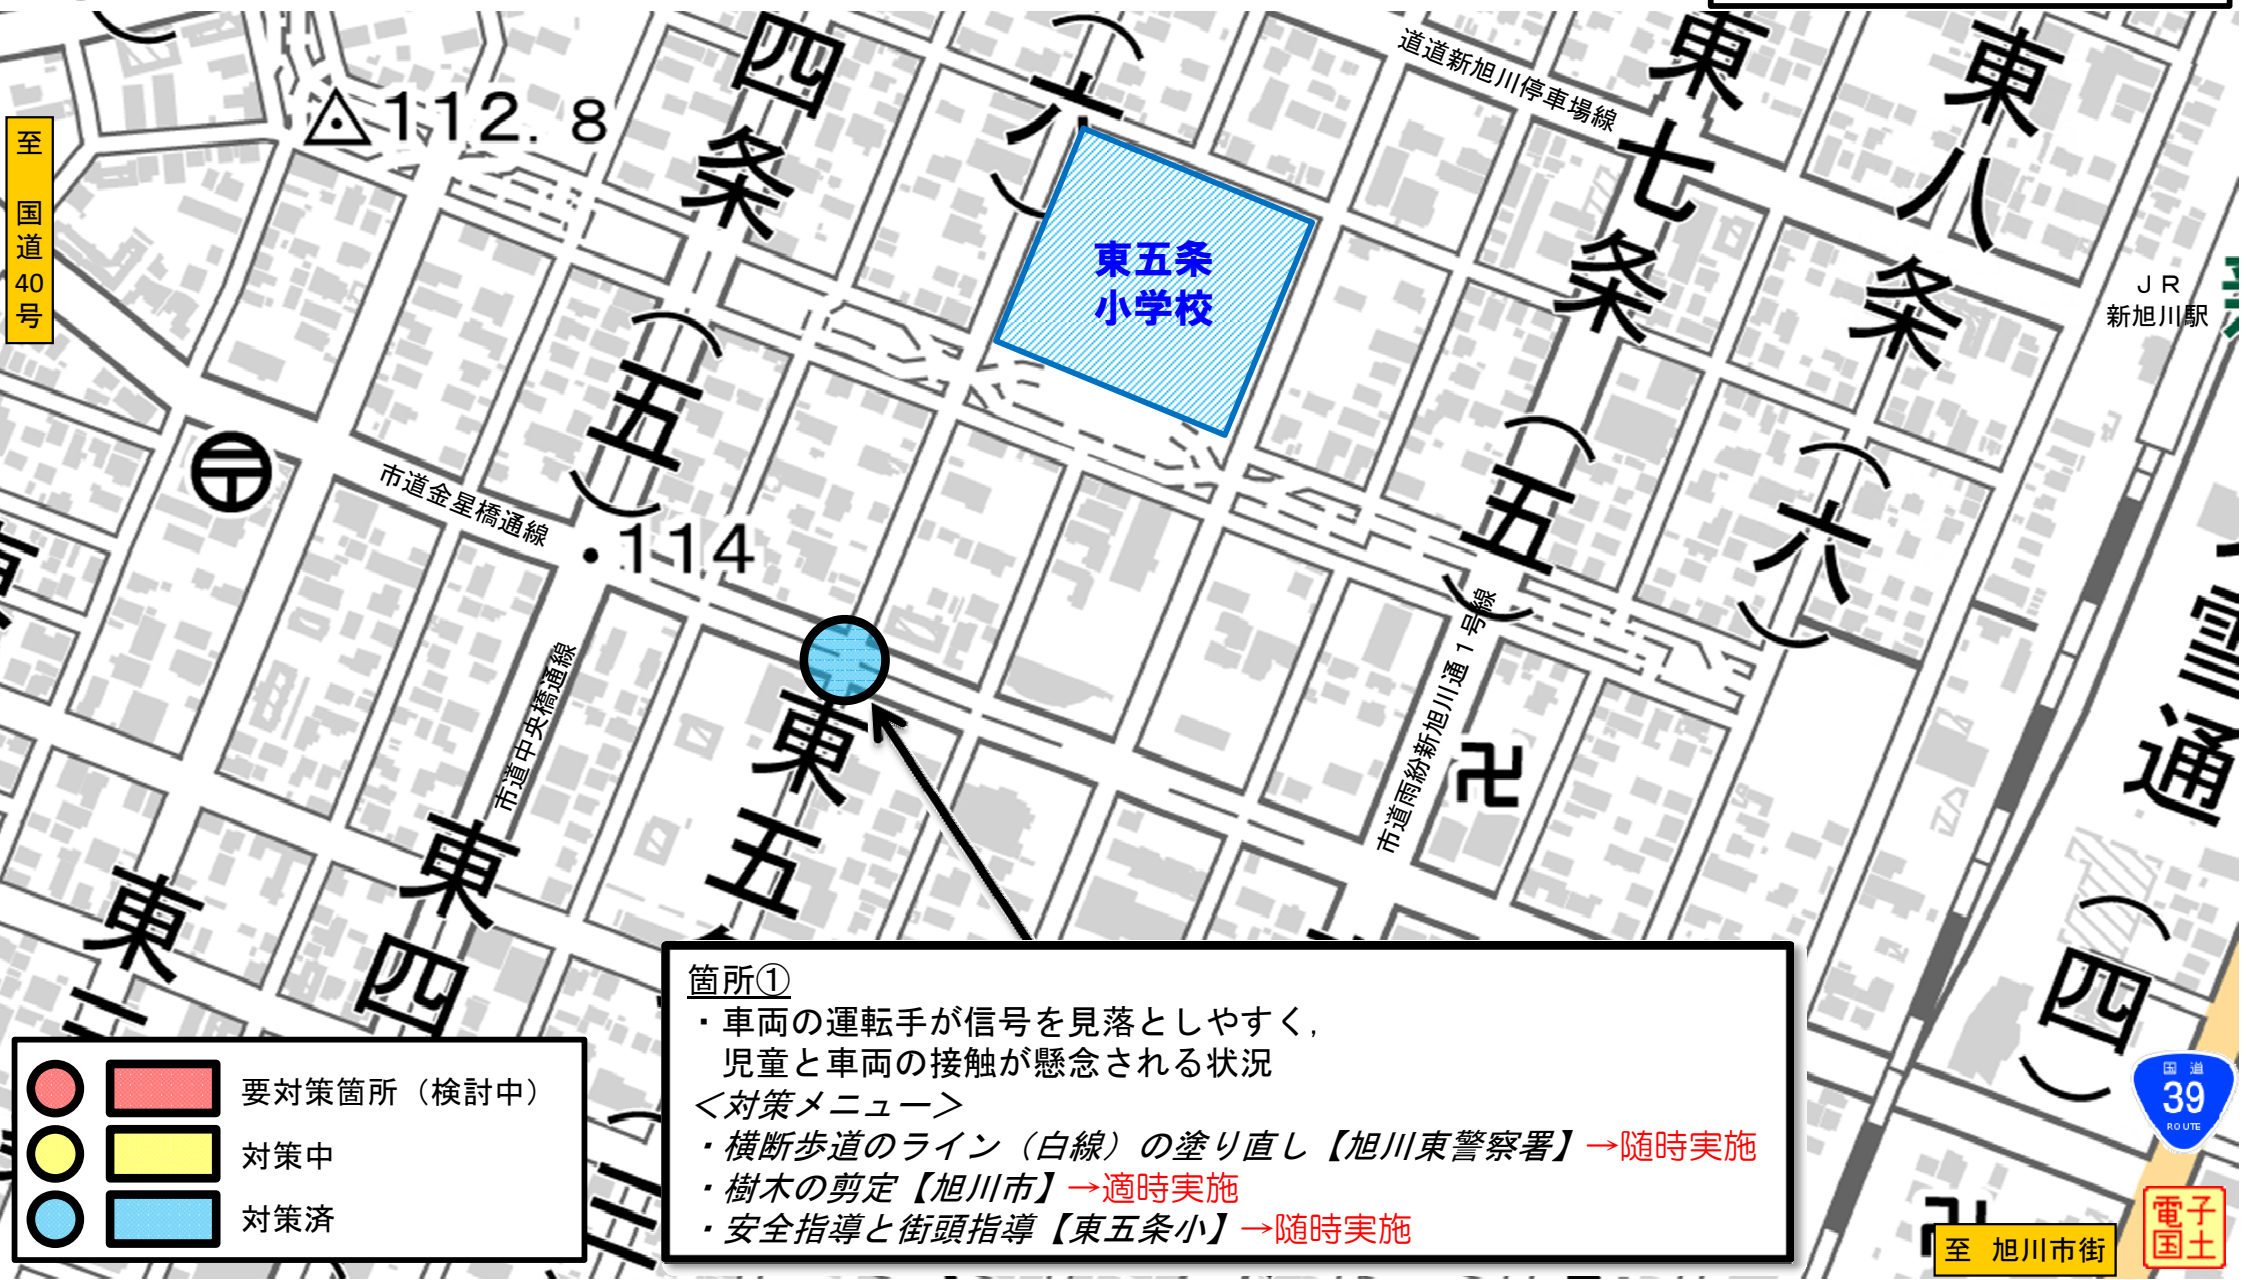 四条
（六）
道道新旭川停車場線
東七条
東八条
112.8
至 国道40号
東五条
小学校
ＪＲ
新旭川駅
（五）
（五）
（六）
市道金星橋通線
・114
市道中央橋通線
市道雨紛新旭川通１号線
東五
東四
東
雪通
（四）
箇所①
・車両の運転手が信号を見落としやすく,
児童と車両の接触が懸念される状況
＜対策メニュー＞
・横断歩道のライン（白線）の塗り直し【旭川東警察署】→随時実施
・樹木の剪定【旭川市】→適時実施
・安全指導と街頭指導【東五条小】→随時実施
要対策箇所（検討中）
対策中
対策済
国道
39
ROUTE
電子
国土
至 旭川市街